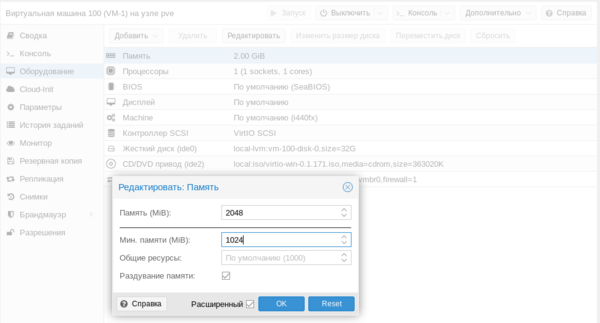 Виртуальная машина 100 (VM-1) на узле pve
Запуск Выключить Консоль Дополнительно Справка
Сводка
Консоль
Оборудование
Cloud-Init
Параметры
История заданий
Монитор
Резервная копия
Репликация
Снимки
Брандмауэр
Разрешения
Добавить Удалить Редактировать Изменить размер диска Переместить диск Сбросить
Память 2.00 GiB
Процессоры 1 (1 sockets, 1 cores)
BIOS По умолчанию (SeaBIOS)
Дисплей По умолчанию
Machine По умолчанию (i440fx)
Контроллер SCSI VirtIO SCSI
Жесткий диск (ide0) local-lvm:vm-100-disk-0,size=32G
CD/DVD привод (ide2) local:iso/virtio-win-0.1.171.iso,media=cdrom,size=363020K
vmbr0,firewall=1
Редактировать: Память
Память (MiB): 2048
Мин. памяти (MiB): 1024
Общие ресурсы: По умолчанию (1000)
Раздувание памяти:
Справка Расширенный OK Reset